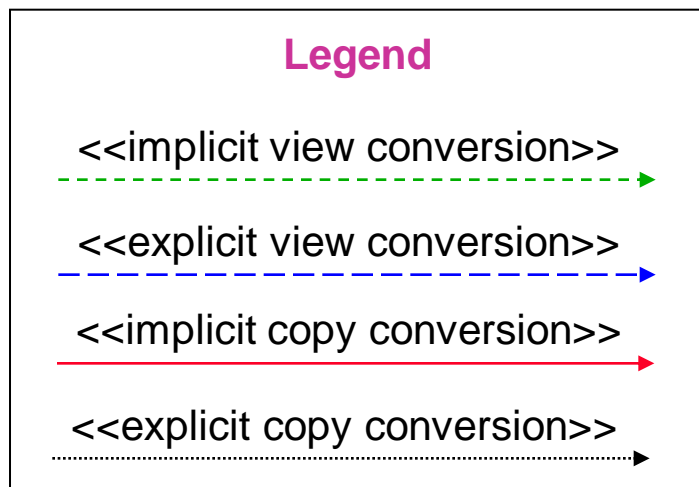 Legend
<<implicit view conversion>>
<<explicit view conversion>>
<<implicit copy conversion>>
<<explicit copy conversion>>